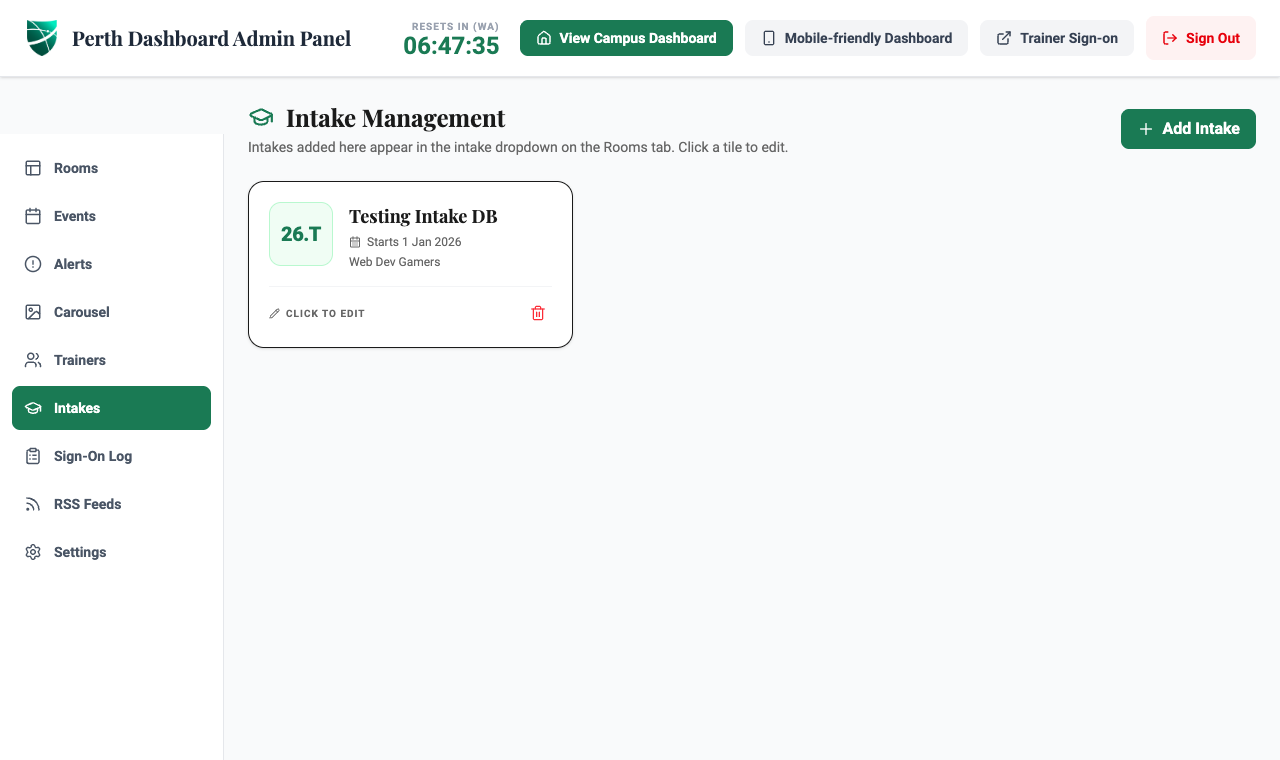 Perth Dashboard Admin Panel
RESETS IN (WA)
06:47:35
View Campus Dashboard
Mobile-friendly Dashboard
Trainer Sign-on
Sign Out
Rooms
Events
Alerts
Carousel
Trainers
Intakes
Sign-On Log
RSS Feeds
Settings
Intake Management
Intakes added here appear in the intake dropdown on the Rooms tab. Click a tile to edit.
Add Intake
26.T
Testing Intake DB
Starts 1 Jan 2026
Web Dev Gamers
CLICK TO EDIT